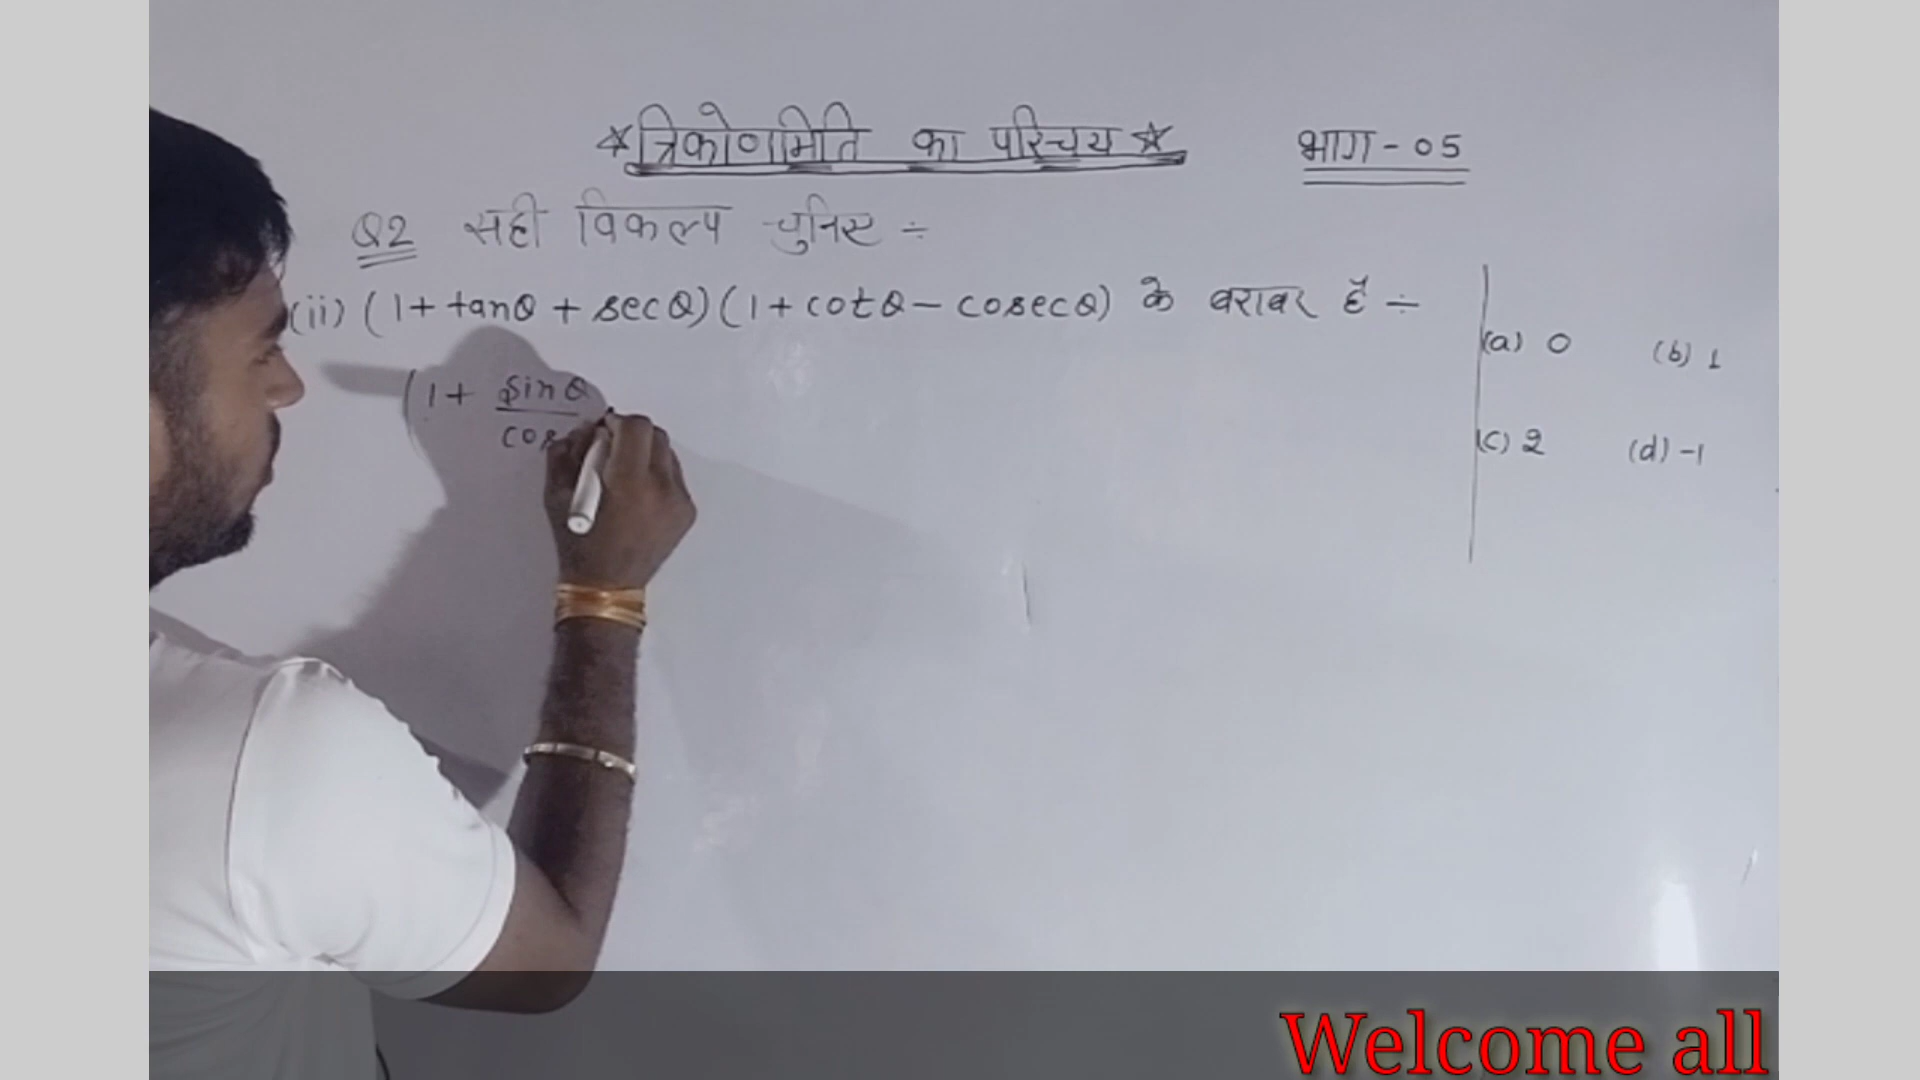 ☆ त्रिकोणमिति का परिचय ☆ भाग - 05
Q2 सही विकल्प चुनिए ÷
(ii) (1 + tanθ + secθ) (1 + cotθ - cosecθ) के बराबर हैं ÷
(a) 0 (b) 1
(1 + sinθ / cos
(c) 2 (d) -1
Welcome all